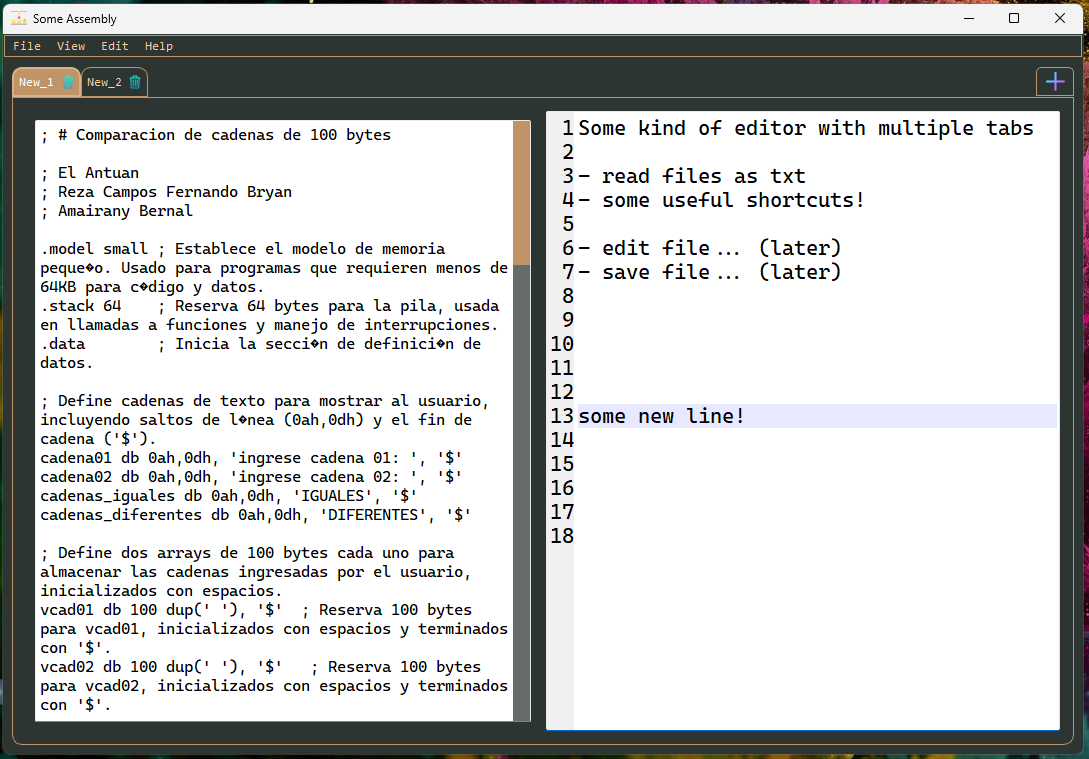 Some Assembly
File View Edit Help
New_1 New_2
; # Comparacion de cadenas de 100 bytes
; El Antuan
; Reza Campos Fernando Bryan
; Amairany Bernal
.model small ; Establece el modelo de memoria
peque�o. Usado para programas que requieren menos de
64KB para c�digo y datos.
.stack 64    ; Reserva 64 bytes para la pila, usada
en llamadas a funciones y manejo de interrupciones.
.data        ; Inicia la secci�n de definici�n de
datos.
; Define cadenas de texto para mostrar al usuario,
incluyendo saltos de l�nea (0ah,0dh) y el fin de
cadena ('$').
cadena01 db 0ah,0dh, 'ingrese cadena 01: ', '$'
cadena02 db 0ah,0dh, 'ingrese cadena 02: ', '$'
cadenas_iguales db 0ah,0dh, 'IGUALES', '$'
cadenas_diferentes db 0ah,0dh, 'DIFERENTES', '$'
; Define dos arrays de 100 bytes cada uno para
almacenar las cadenas ingresadas por el usuario,
inicializados con espacios.
vcad01 db 100 dup(' '), '$'  ; Reserva 100 bytes
para vcad01, inicializados con espacios y terminados
con '$'.
vcad02 db 100 dup(' '), '$'   ; Reserva 100 bytes
para vcad02, inicializados con espacios y terminados
con '$'.
1 Some kind of editor with multiple tabs
2
3 - read files as txt
4 - some useful shortcuts!
5
6 - edit file... (later)
7 - save file... (later)
8
9
10
11
12
13 some new line!
14
15
16
17
18